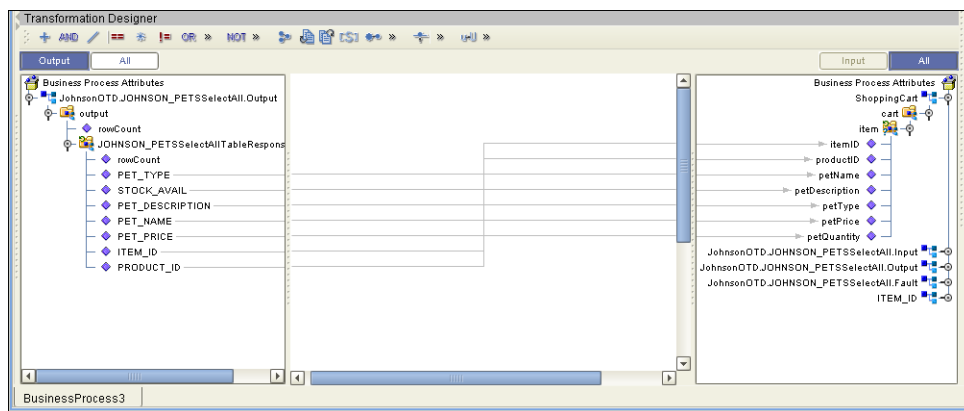 Transformation Designer
+ AND / == * != OR » NOT » [S] » » u+U »
Output All
Input All
Business Process Attributes
JohnsonOTD.JOHNSON_PETSSelectAll.Output
output
rowCount
JOHNSON_PETSSelectAllTableRespons
rowCount
PET_TYPE
STOCK_AVAIL
PET_DESCRIPTION
PET_NAME
PET_PRICE
ITEM_ID
PRODUCT_ID
Business Process Attributes
ShoppingCart
cart
item
itemID
productID
petName
petDescription
petType
petPrice
petQuantity
JohnsonOTD.JOHNSON_PETSSelectAll.Input
JohnsonOTD.JOHNSON_PETSSelectAll.Output
JohnsonOTD.JOHNSON_PETSSelectAll.Fault
ITEM_ID
BusinessProcess3